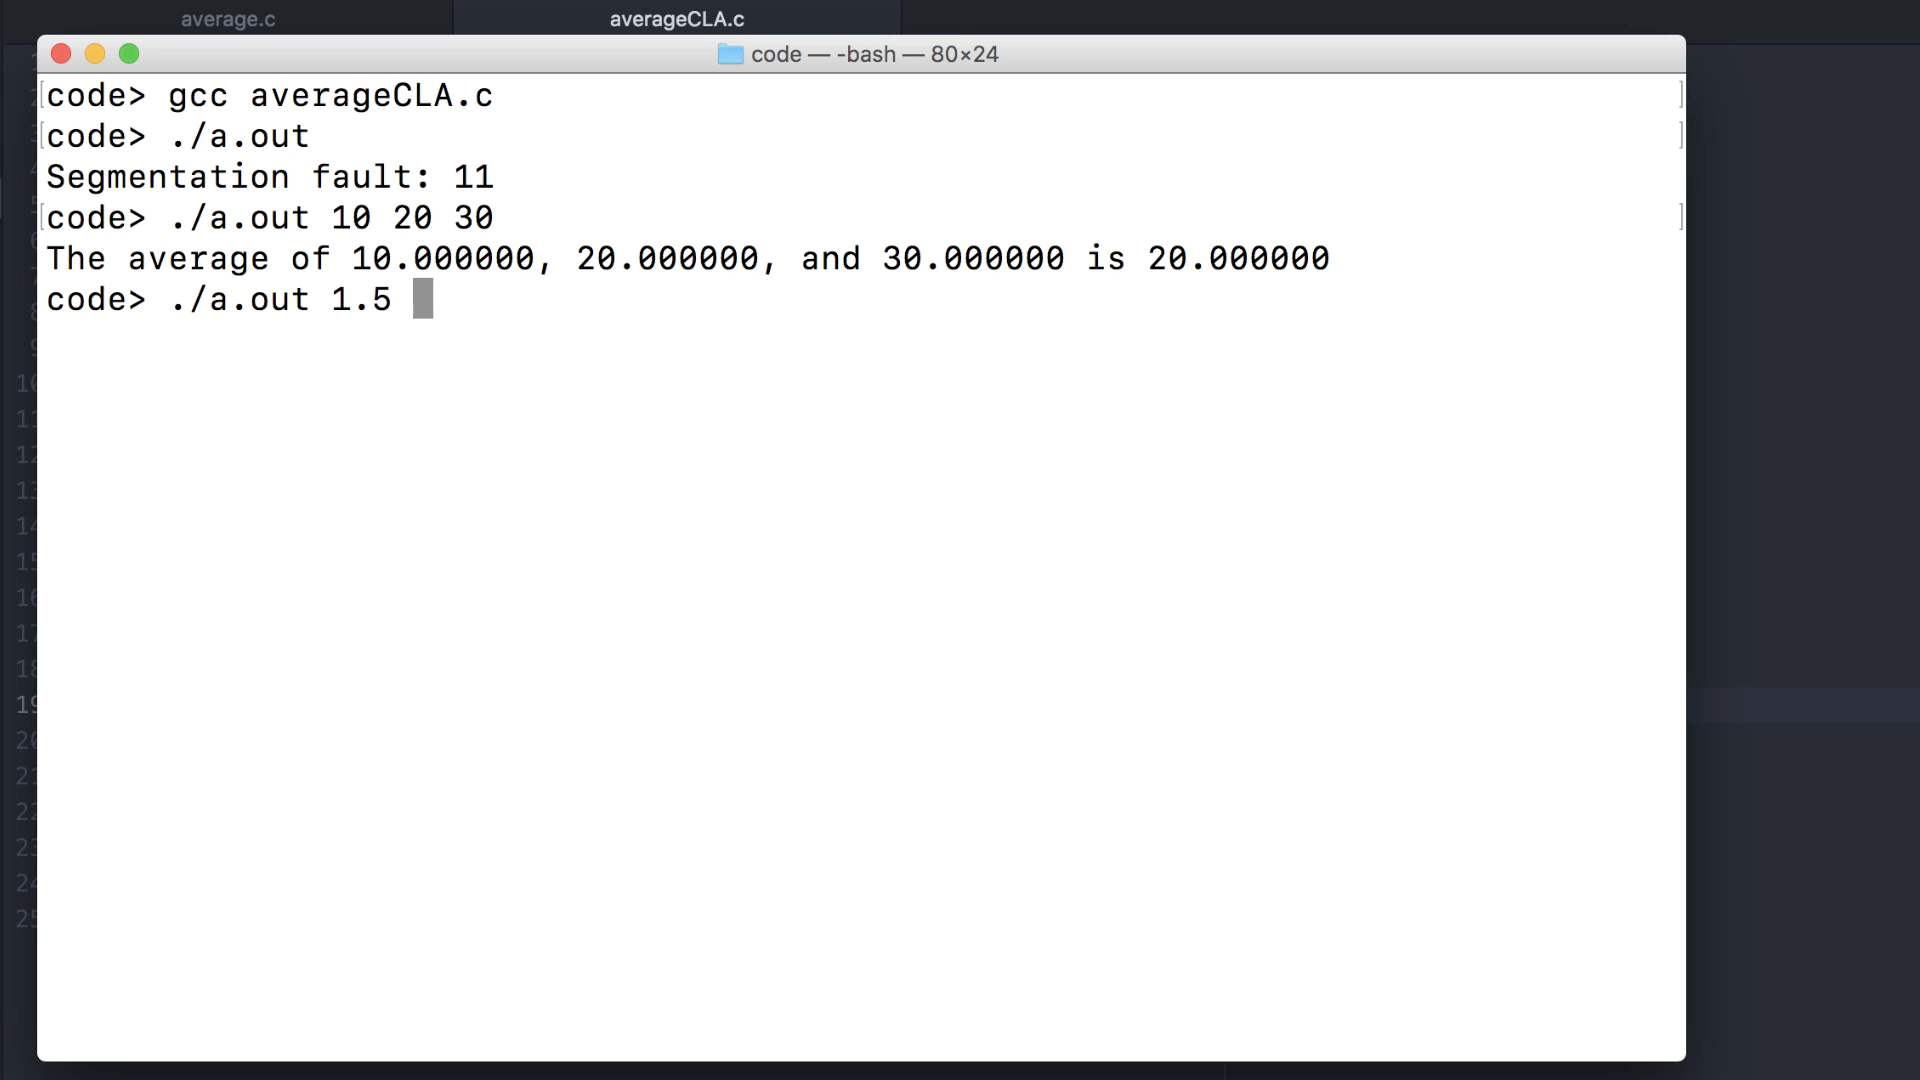 average.c
averageCLA.c
code — -bash — 80×24
code> gcc averageCLA.c
code> ./a.out
Segmentation fault: 11
code> ./a.out 10 20 30
The average of 10.000000, 20.000000, and 30.000000 is 20.000000
code> ./a.out 1.5
19